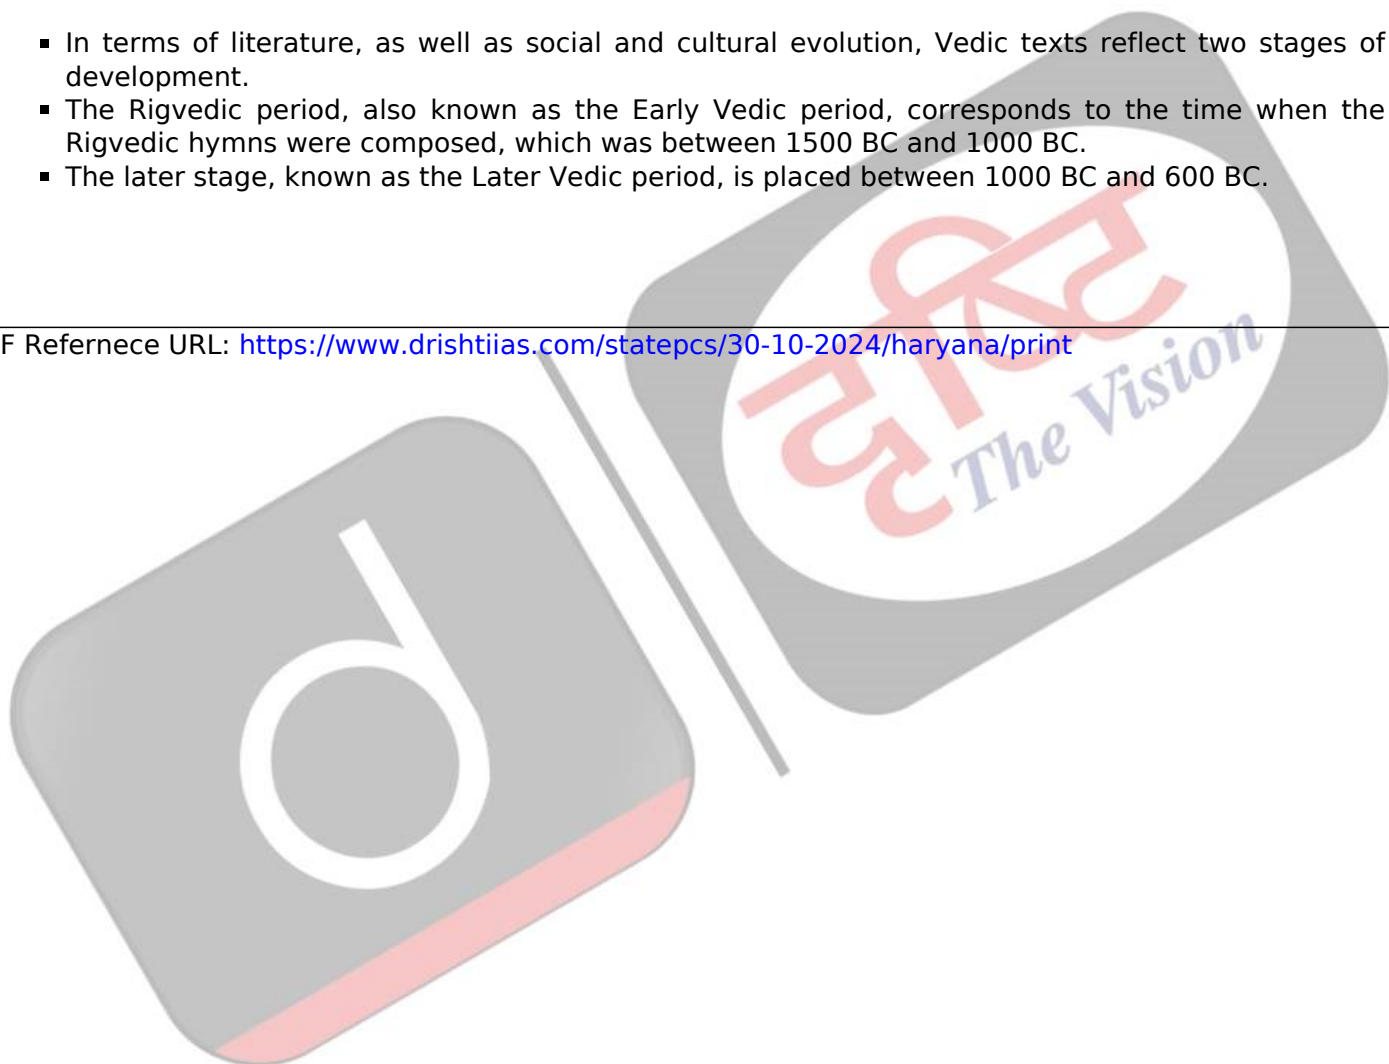 ▪ In terms of literature, as well as social and cultural evolution, Vedic texts reflect two stages of
development.
▪ The Rigvedic period, also known as the Early Vedic period, corresponds to the time when the
Rigvedic hymns were composed, which was between 1500 BC and 1000 BC.
▪ The later stage, known as the Later Vedic period, is placed between 1000 BC and 600 BC.
F Refernece URL: https://www.drishtiias.com/statepcs/30-10-2024/haryana/print
दृष्टि
The Vision
d